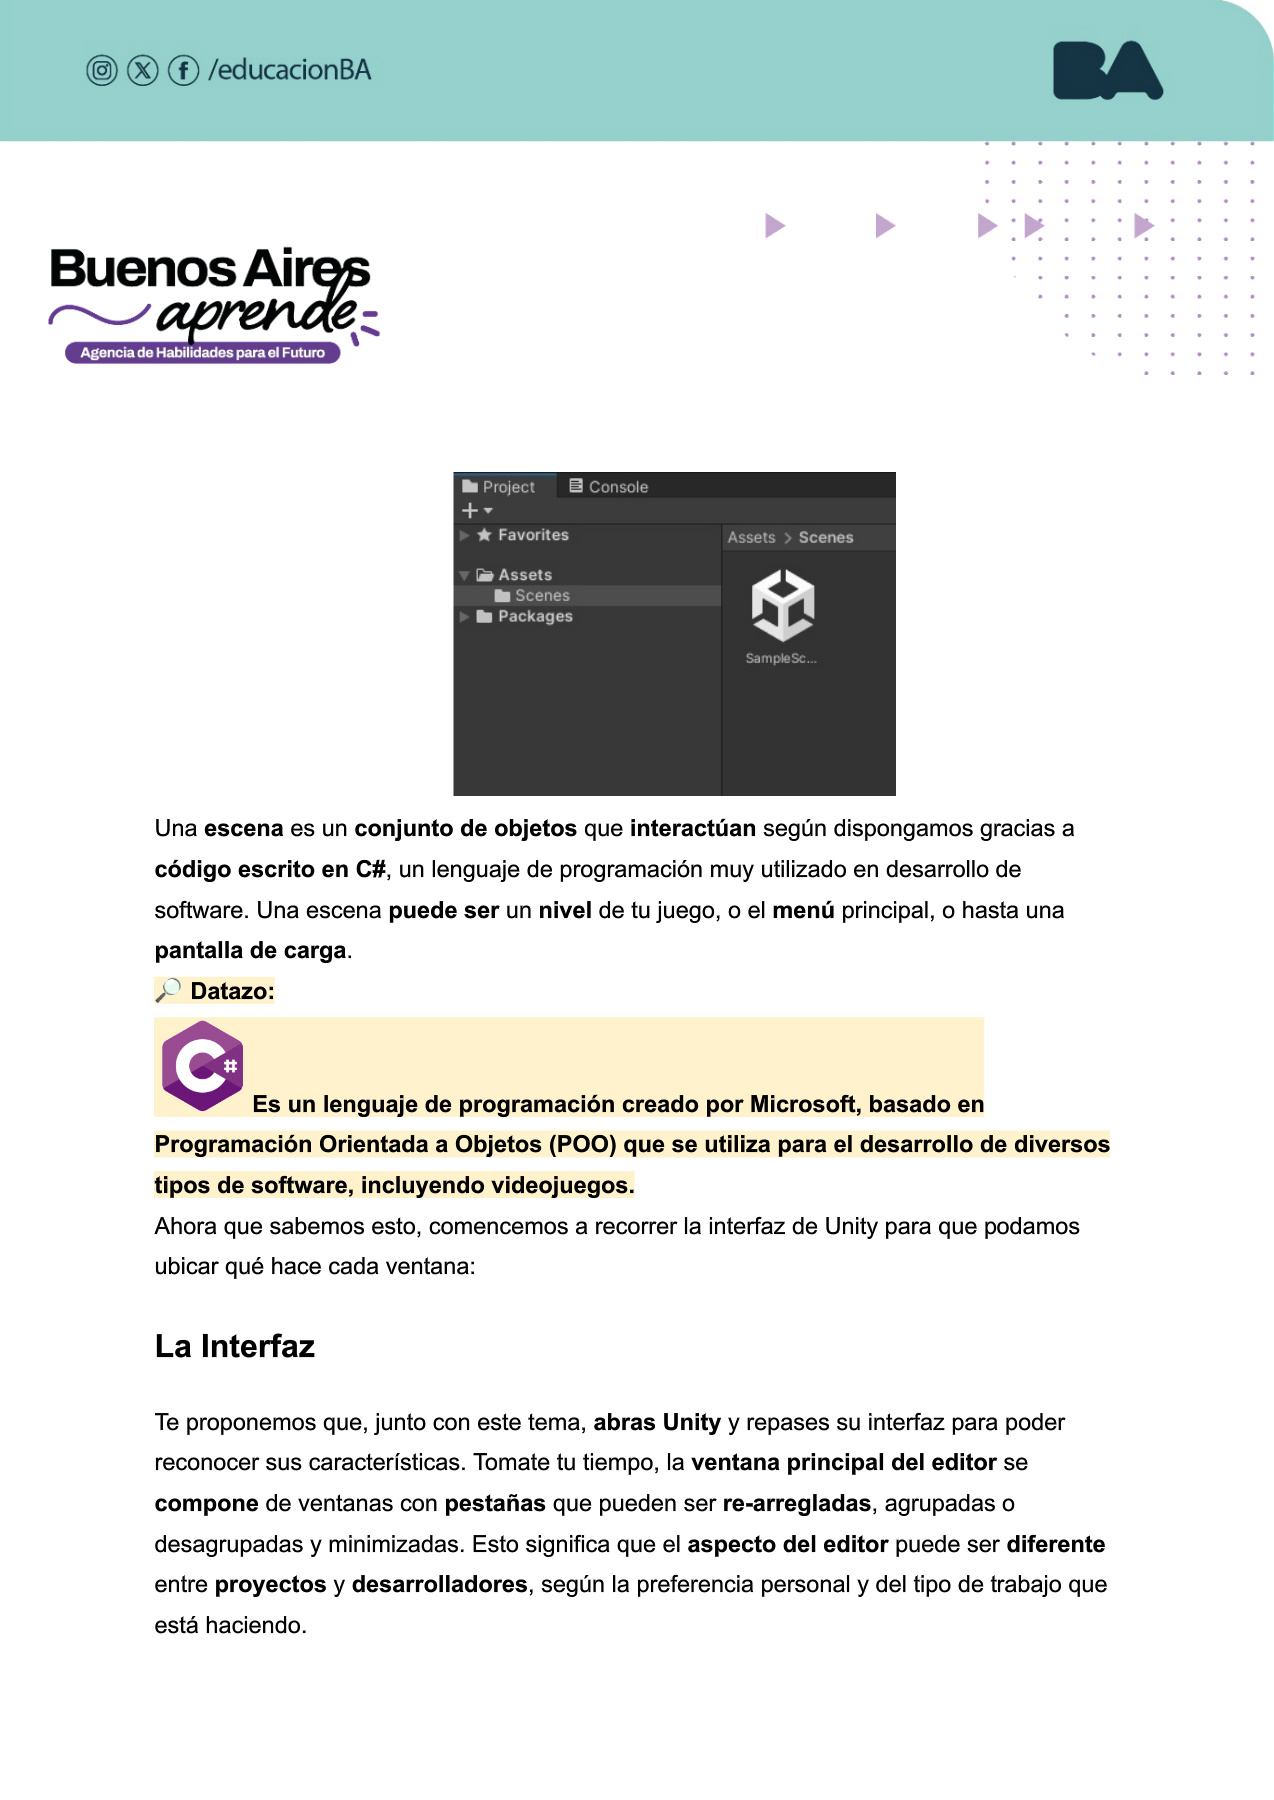 /educacionBA
BA
Buenos Aires
aprende
Agencia de Habilidades para el Futuro
Project Console
Favorites
Assets > Scenes
Assets
Scenes
Packages
SampleSc...
Una escena es un conjunto de objetos que interactúan según dispongamos gracias a
código escrito en C#, un lenguaje de programación muy utilizado en desarrollo de
software. Una escena puede ser un nivel de tu juego, o el menú principal, o hasta una
pantalla de carga.
🔎 Datazo:
C#
Es un lenguaje de programación creado por Microsoft, basado en
Programación Orientada a Objetos (POO) que se utiliza para el desarrollo de diversos
tipos de software, incluyendo videojuegos.
Ahora que sabemos esto, comencemos a recorrer la interfaz de Unity para que podamos
ubicar qué hace cada ventana:
La Interfaz
Te proponemos que, junto con este tema, abras Unity y repases su interfaz para poder
reconocer sus características. Tomate tu tiempo, la ventana principal del editor se
compone de ventanas con pestañas que pueden ser re-arregladas, agrupadas o
desagrupadas y minimizadas. Esto significa que el aspecto del editor puede ser diferente
entre proyectos y desarrolladores, según la preferencia personal y del tipo de trabajo que
está haciendo.